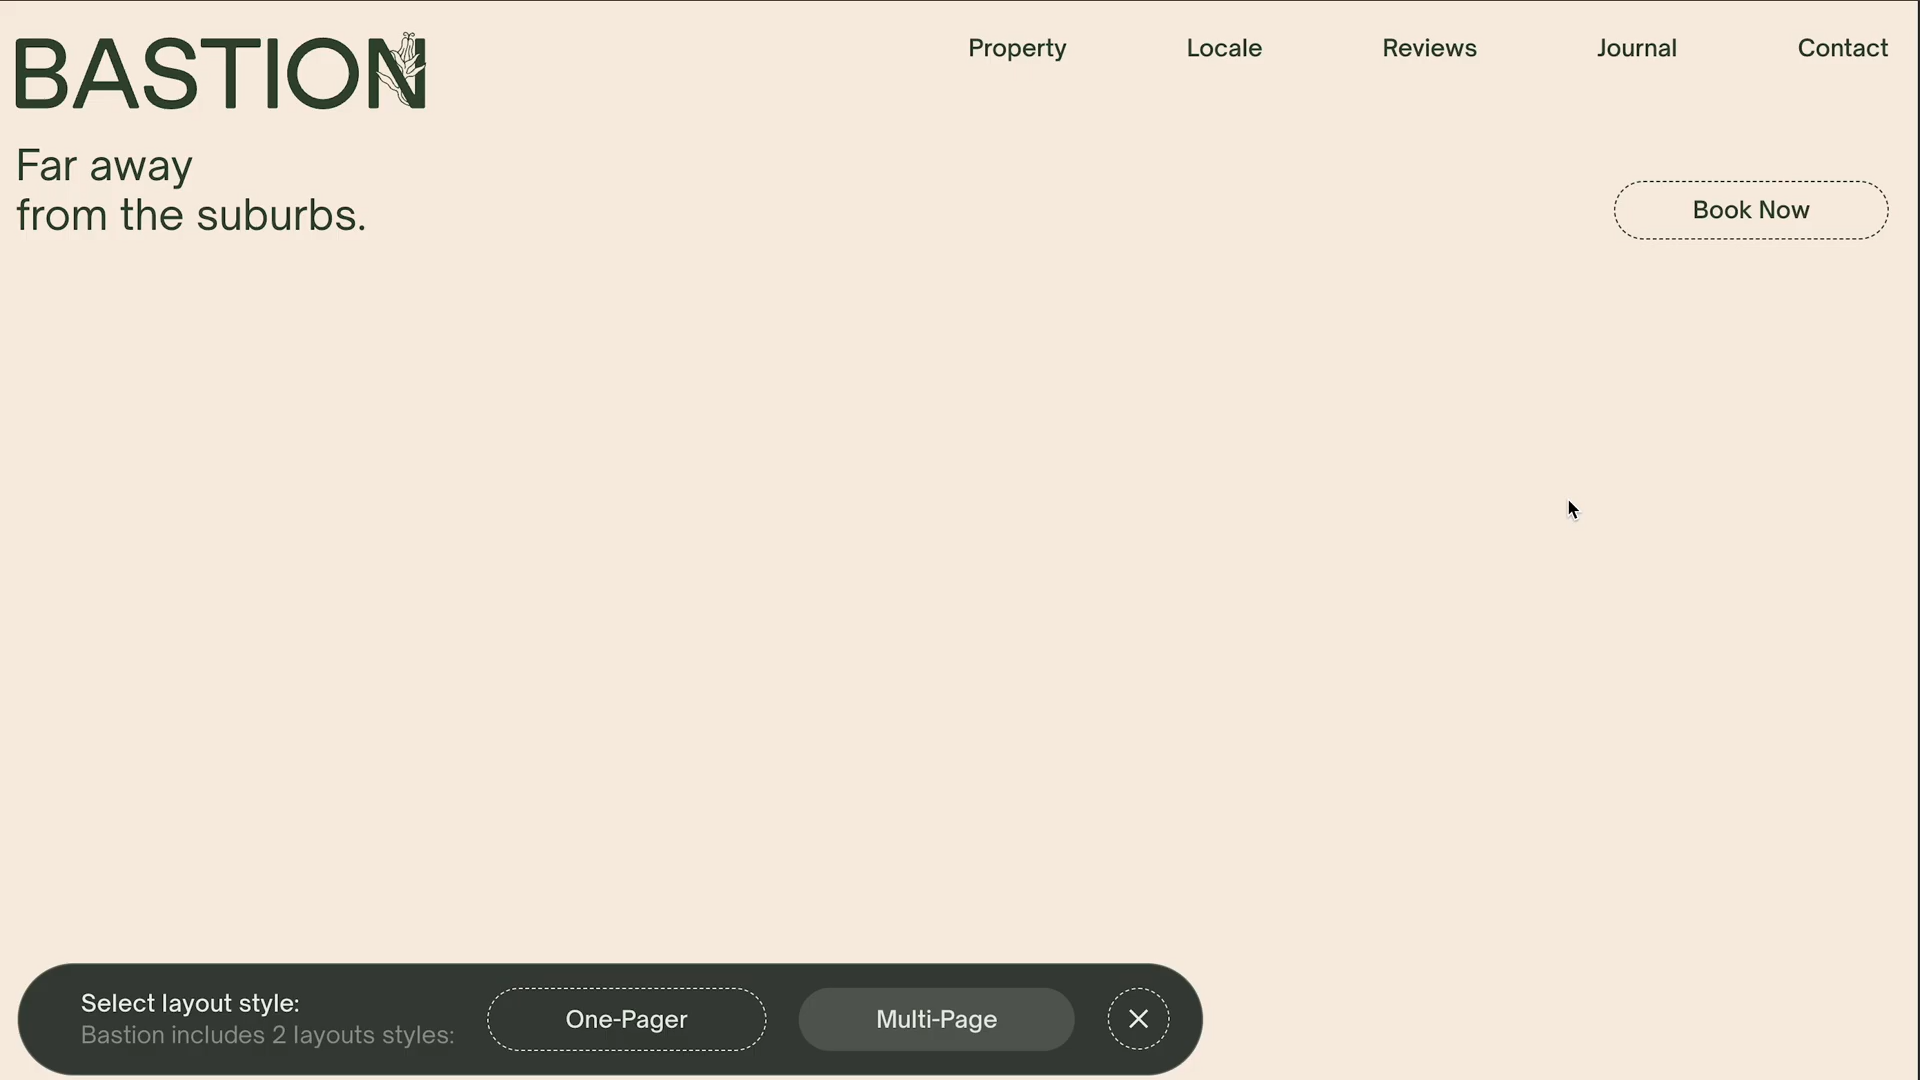 BASTION
Property
Locale
Reviews
Journal
Contact
Far away
from the suburbs.
Book Now
Select layout style:
Bastion includes 2 layouts styles:
One-Pager
Multi-Page